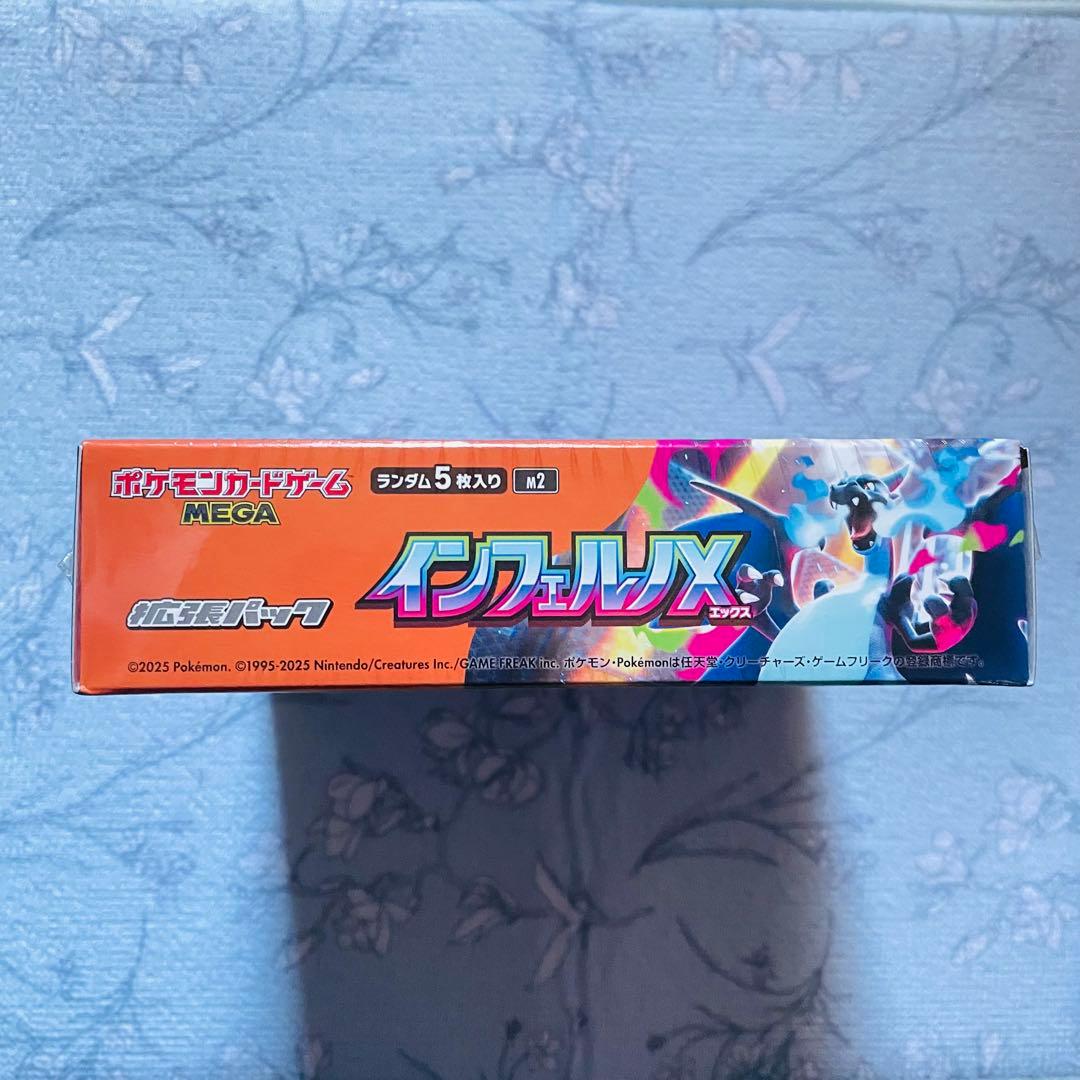 ポケモンカードゲーム
MEGA
ランダム5枚入り
M2
インフェルノX
エックス
拡張パック
©2025 Pokémon. ©1995-2025 Nintendo/Creatures Inc./GAME FREAK inc. ポケモン・Pokémonは任天堂・クリーチャーズ・ゲームフリークの登録商標です。